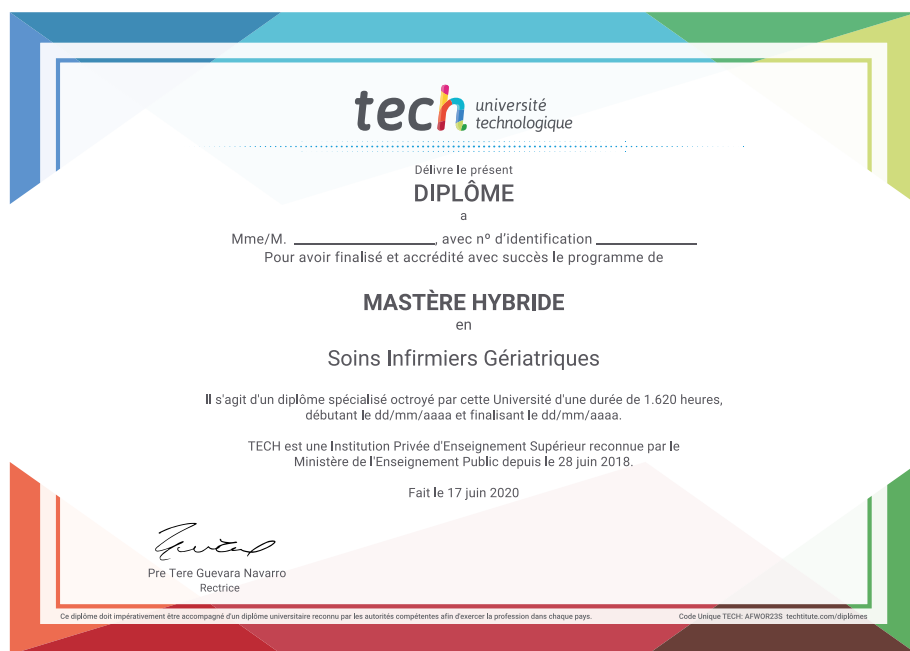 tech université
technologique
Délivre le présent
DIPLÔME
a
Mme/M. , avec nº d'identification
Pour avoir finalisé et accrédité avec succès le programme de
MASTÈRE HYBRIDE
en
Soins Infirmiers Gériatriques
Il s'agit d'un diplôme spécialisé octroyé par cette Université d'une durée de 1.620 heures,
débutant le dd/mm/aaaa et finalisant le dd/mm/aaaa.
TECH est une Institution Privée d'Enseignement Supérieur reconnue par le
Ministère de l'Enseignement Public depuis le 28 juin 2018.
Fait le 17 juin 2020
Pre Tere Guevara Navarro
Rectrice
Ce diplôme doit impérativement être accompagné d'un diplôme universitaire reconnu par les autorités compétentes afin d'exercer la profession dans chaque pays.
Code Unique TECH: AFWOR23S techtitute.com/diplômes